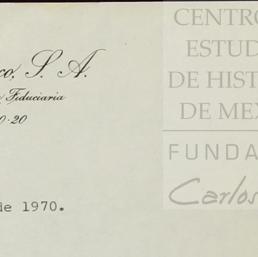 CENTRO
ESTUD
DE HIST
DE MEX
FUNDA
Carlos
co, S. A.
Fiduciaria
0-20
de 1970.